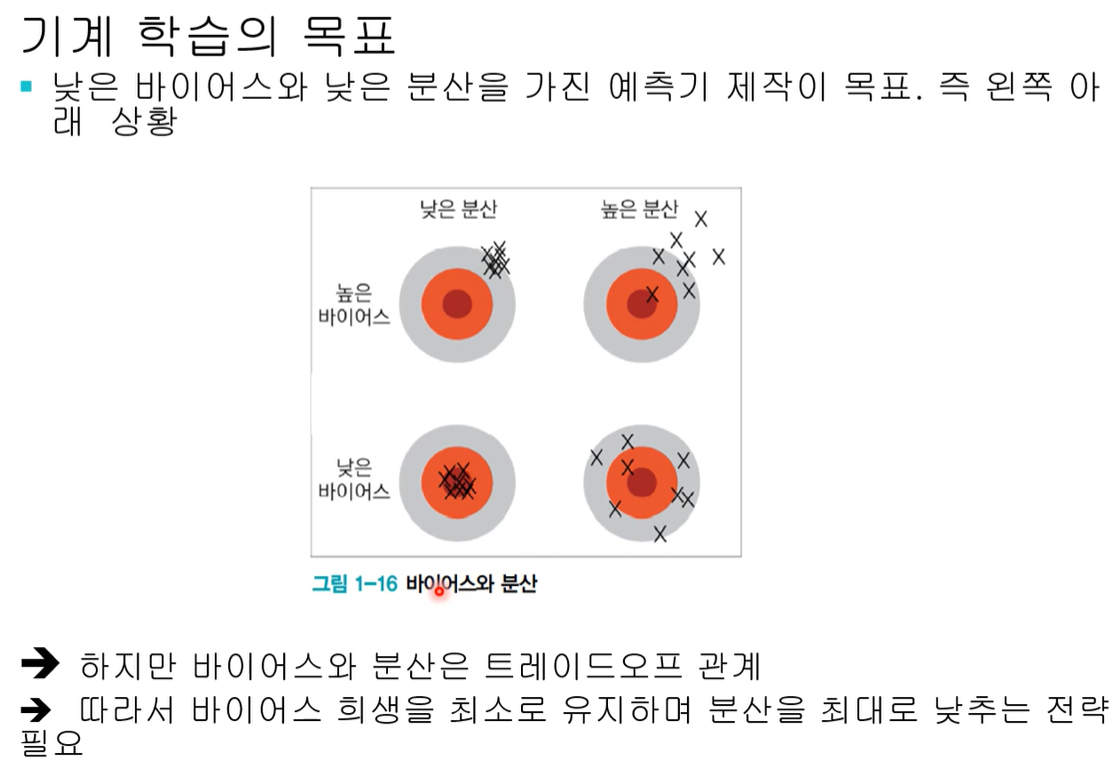 기계 학습의 목표
▪ 낮은 바이어스와 낮은 분산을 가진 예측기 제작이 목표. 즉 왼쪽 아
래 상황
낮은 분산 높은 분산
높은
바이어스
낮은
바이어스
그림 1-16 바이어스와 분산
➔ 하지만 바이어스와 분산은 트레이드오프 관계
➔ 따라서 바이어스 희생을 최소로 유지하며 분산을 최대로 낮추는 전략
필요